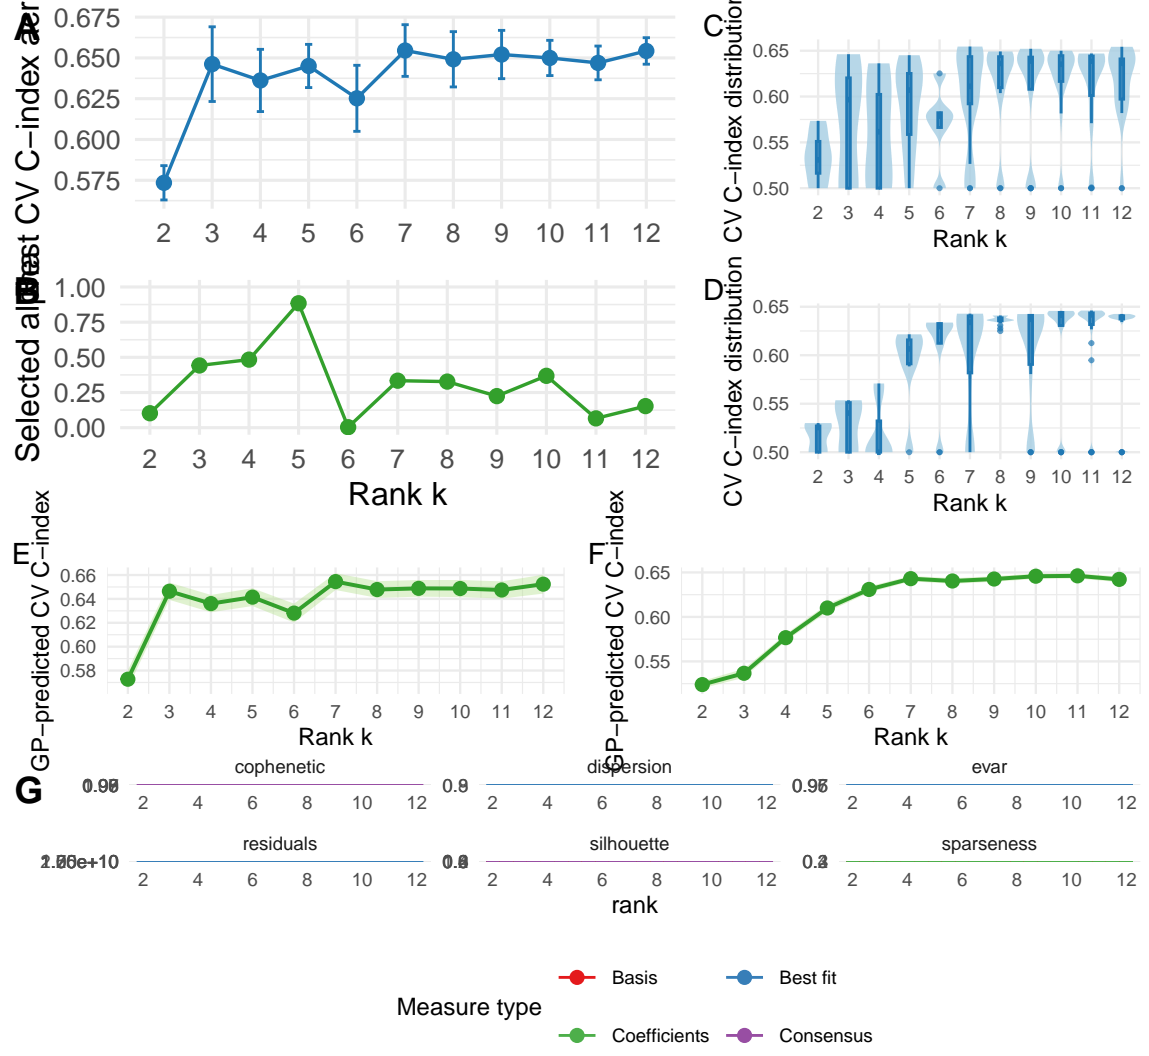 A
0.675
0.650
0.625
0.600
0.575
2 3 4 5 6 7 8 9 10 11 12
B
Selected
1.00
0.75
0.50
0.25
0.00
2 3 4 5 6 7 8 9 10 11 12
Rank k
C
CV C−index distribution
0.65
0.60
0.55
0.50
2 3 4 5 6 7 8 9 10 11 12
Rank k
D
CV C−index distribution
0.65
0.60
0.55
0.50
2 3 4 5 6 7 8 9 10 11 12
Rank k
E
GP−predicted CV C−index
0.66
0.64
0.62
0.60
0.58
2 3 4 5 6 7 8 9 10 11 12
Rank k
F
GP−predicted CV C−index
0.65
0.60
0.55
2 3 4 5 6 7 8 9 10 11 12
Rank k
G
cophenetic
2 4 6 8 10 12
dispersion
2 4 6 8 10 12
evar
2 4 6 8 10 12
residuals
2 4 6 8 10 12
silhouette
2 4 6 8 10 12
sparseness
2 4 6 8 10 12
rank
Measure type
Basis
Best fit
Coefficients
Consensus